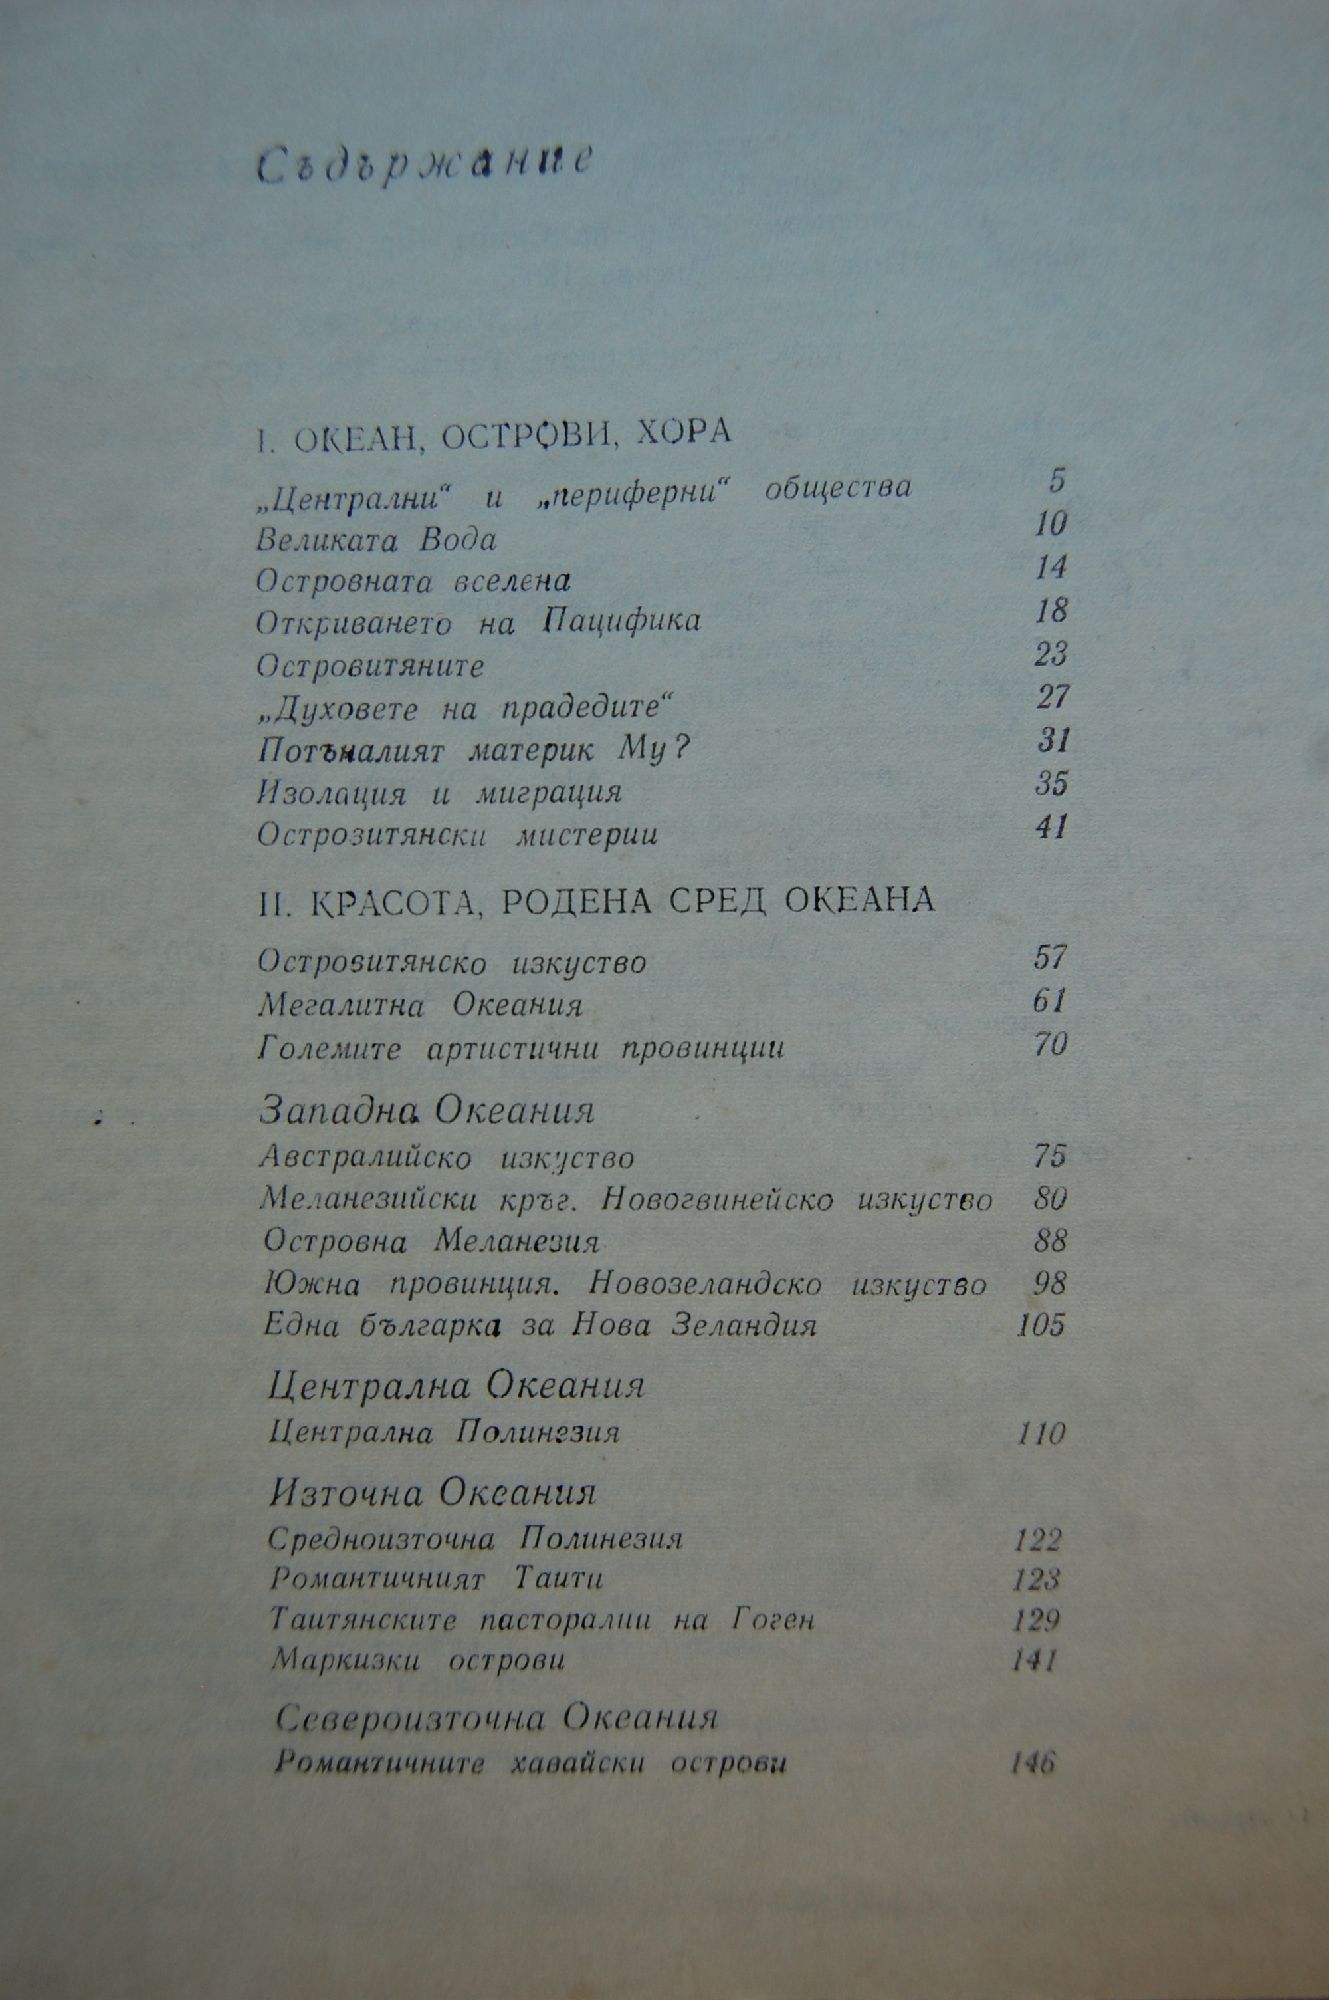 Съдържание
I. ОКЕАН, ОСТРОВИ, ХОРА
„Централни“ и „периферни“ общества 5
Великата Вода 10
Островната вселена 14
Откриването на Пацифика 18
Островитяните 23
„Духовете на прадедите“ 27
Потъналият материк Му? 31
Изолация и миграция 35
Острозитянски мистерии 41
II. КРАСОТА, РОДЕНА СРЕД ОКЕАНА
Островитянско изкуство 57
Мегалитна Океания 61
Големите артистични провинции 70
Западна Океания
Австралийско изкуство 75
Меланезийски кръг. Новогвинейско изкуство 80
Островна Меланезия 88
Южна провинция. Новозеландско изкуство 98
Една българка за Нова Зеландия 105
Централна Океания
Централна Полинезия 110
Източна Океания
Средноизточна Полинезия 122
Романтичният Таити 123
Таитянските пасторалии на Гоген 129
Маркизки острови 141
Североизточна Океания
Романтичните хавайски острови 146